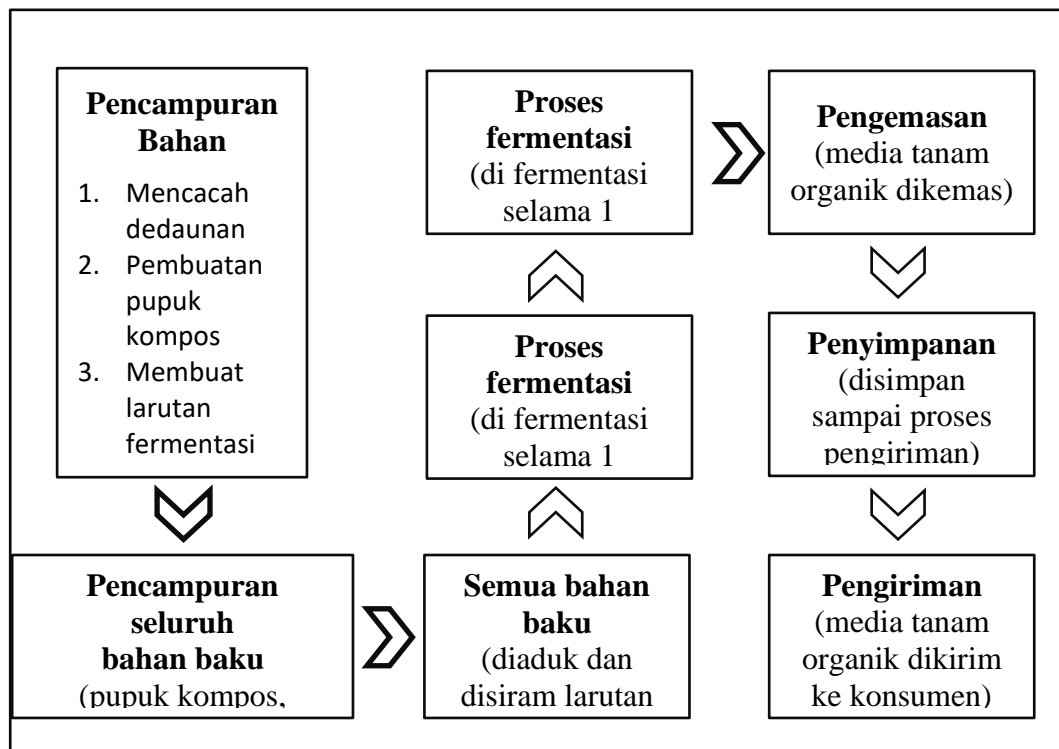 Pencampuran
Bahan
1. Mencacah
dedaunan
2. Pembuatan
pupuk
kompos
3. Membuat
larutan
fermentasi
Pencampuran
seluruh
bahan baku
(pupuk kompos,
Semua bahan
baku
(diaduk dan
disiram larutan
Proses
fermentasi
(di fermentasi
selama 1
Proses
fermentasi
(di fermentasi
selama 1
Pengemasan
(media tanam
organik dikemas)
Penyimpanan
(disimpan
sampai proses
pengiriman)
Pengiriman
(media tanam
organik dikirim
ke konsumen)